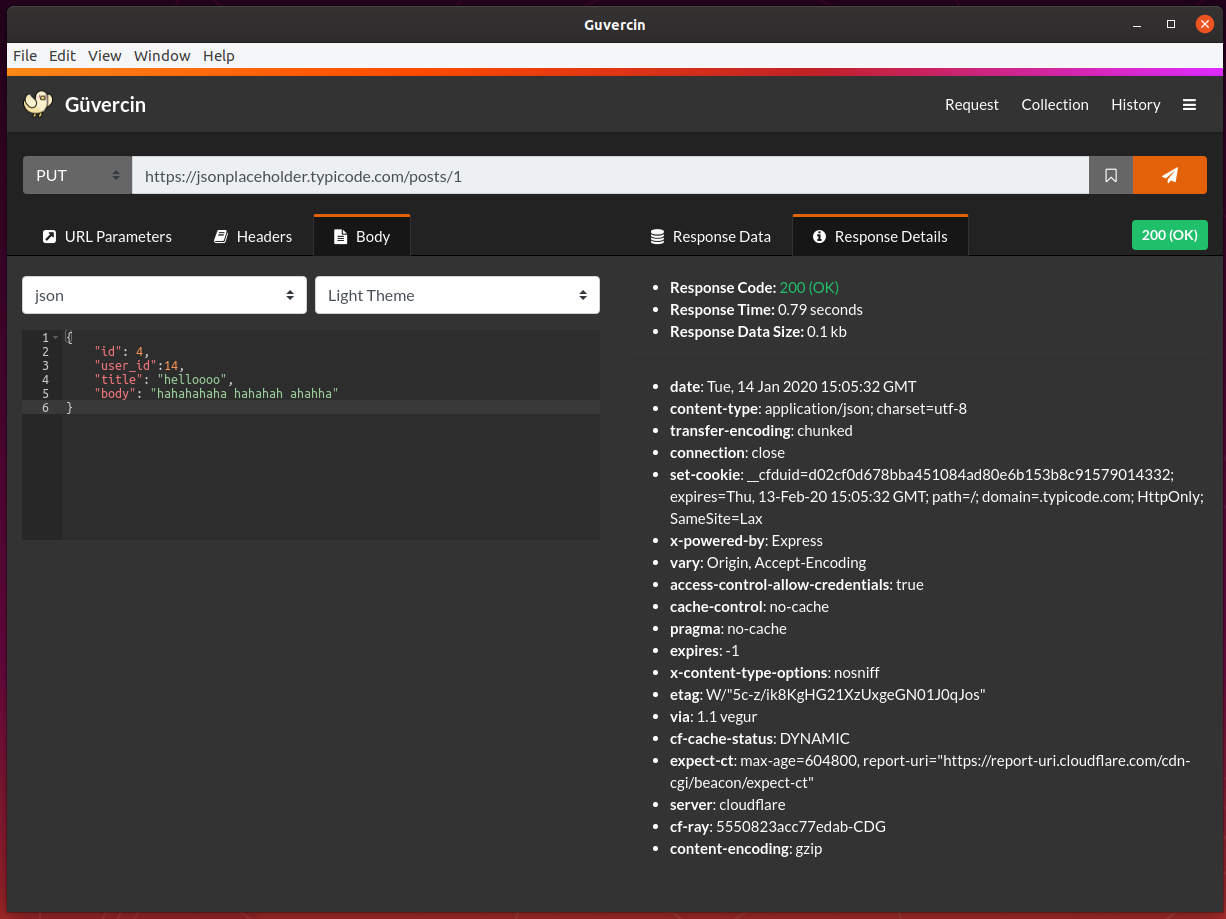 Guvercin
File Edit View Window Help
Güvercin
Request Collection History
PUT https://jsonplaceholder.typicode.com/posts/1
URL Parameters Headers Body
Response Data Response Details 200 (OK)
json Light Theme
1 {
2 "id": 4,
3 "user_id":14,
4 "title": "helloooo",
5 "body": "hahahahaha hahahah ahahha"
6 }
Response Code: 200 (OK)
Response Time: 0.79 seconds
Response Data Size: 0.1 kb
date: Tue, 14 Jan 2020 15:05:32 GMT
content-type: application/json; charset=utf-8
transfer-encoding: chunked
connection: close
set-cookie: __cfduid=d02cf0d678bba451084ad80e6b153b8c91579014332;
expires=Thu, 13-Feb-20 15:05:32 GMT; path=/; domain=.typicode.com; HttpOnly;
SameSite=Lax
x-powered-by: Express
vary: Origin, Accept-Encoding
access-control-allow-credentials: true
cache-control: no-cache
pragma: no-cache
expires: -1
x-content-type-options: nosniff
etag: W/"5c-z/ik8KgHG21XzUxgeGN01J0qJos"
via: 1.1 vegur
cf-cache-status: DYNAMIC
expect-ct: max-age=604800, report-uri="https://report-uri.cloudflare.com/cdn-
cgi/beacon/expect-ct"
server: cloudflare
cf-ray: 5550823acc77edab-CDG
content-encoding: gzip